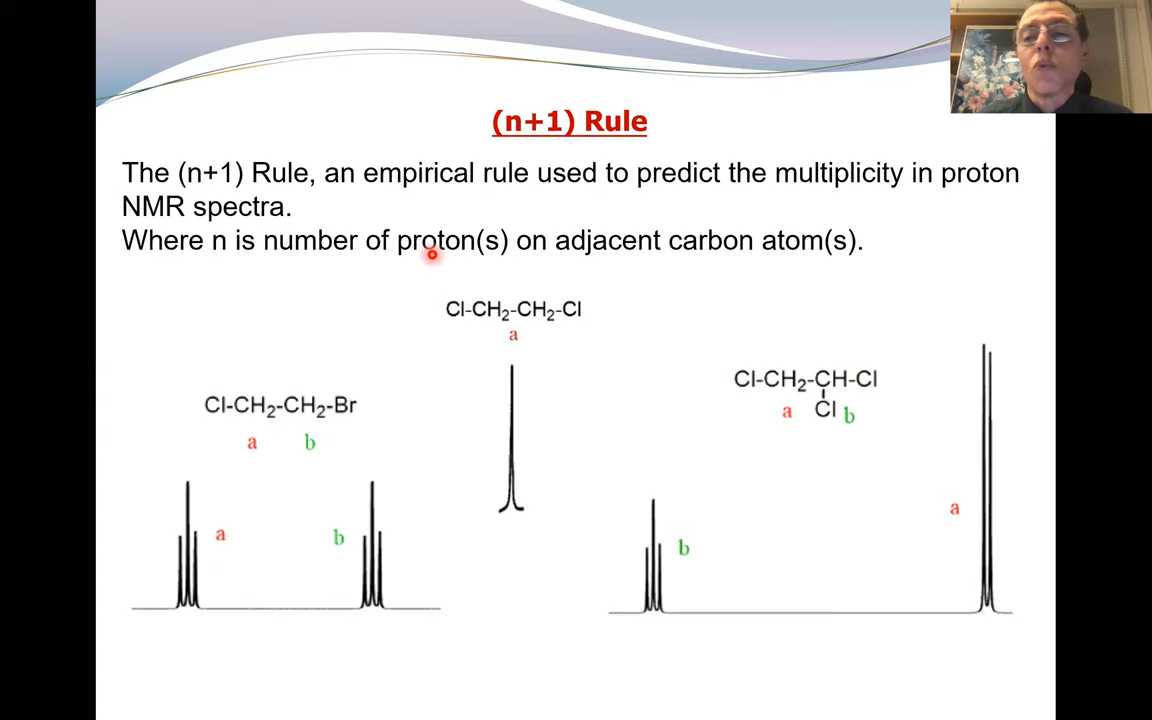 (n+1) Rule
The (n+1) Rule, an empirical rule used to predict the multiplicity in proton
NMR spectra.
Where n is number of proton(s) on adjacent carbon atom(s).
Cl-CH₂-CH₂-Cl
a
Cl-CH₂-CH₂-Br
a b
a
b
Cl-CH₂-CH-Cl
a Cl b
b
a